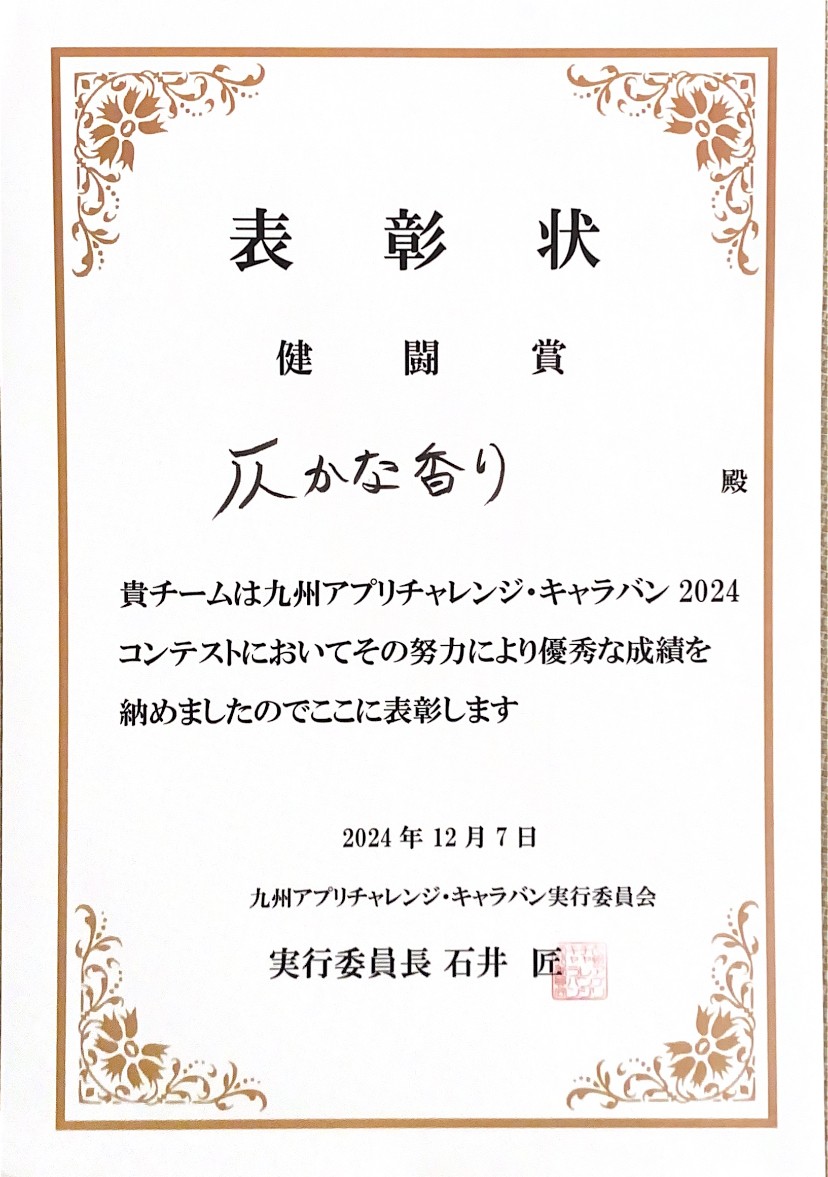 表彰状
健闘賞
仄かな香り 殿
貴チームは九州アプリチャレンジ・キャラバン 2024
コンテストにおいてその努力により優秀な成績を
納めましたのでここに表彰します
2024 年 12 月 7 日
九州アプリチャレンジ・キャラバン実行委員会
実行委員長 石井 匠